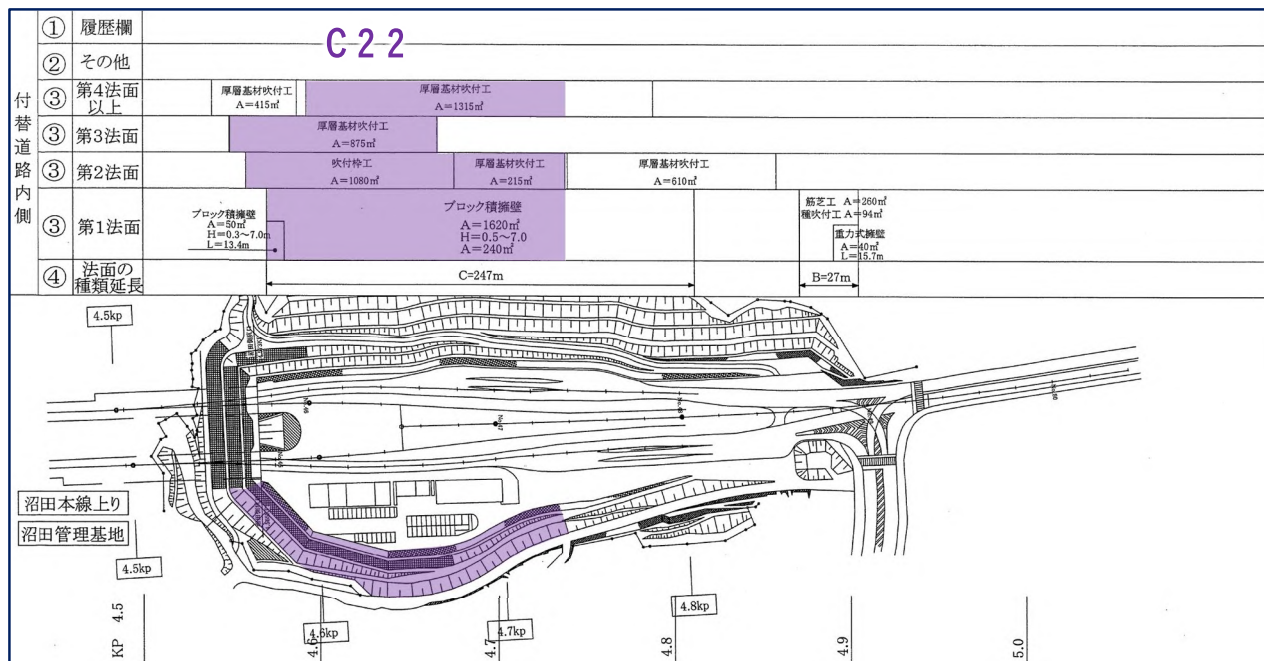 C22
付替道路内側
① 履歴欄
② その他
③ 第4法面以上
厚層基材吹付工
A=415㎡
厚層基材吹付工
A=1315㎡
③ 第3法面
厚層基材吹付工
A=875㎡
③ 第2法面
吹付枠工
A=1080㎡
厚層基材吹付工
A=215㎡
厚層基材吹付工
A=610㎡
③ 第1法面
ブロック積擁壁
A=50㎡
H=0.3〜7.0m
L=13.4m
ブロック積擁壁
A=1620㎡
H=0.5〜7.0
A=240㎡
筋芝工 A=260㎡
種吹付工 A=94㎡
重力式擁壁
A=40㎡
L=15.7m
④ 法面の
種類延長
C=247m
B=27m
4.5kp
沼田本線上り
沼田管理基地
4.5kp
4.6kp
4.7kp
4.8kp
KP 4.5
4.6
4.7
4.8
4.9
5.0